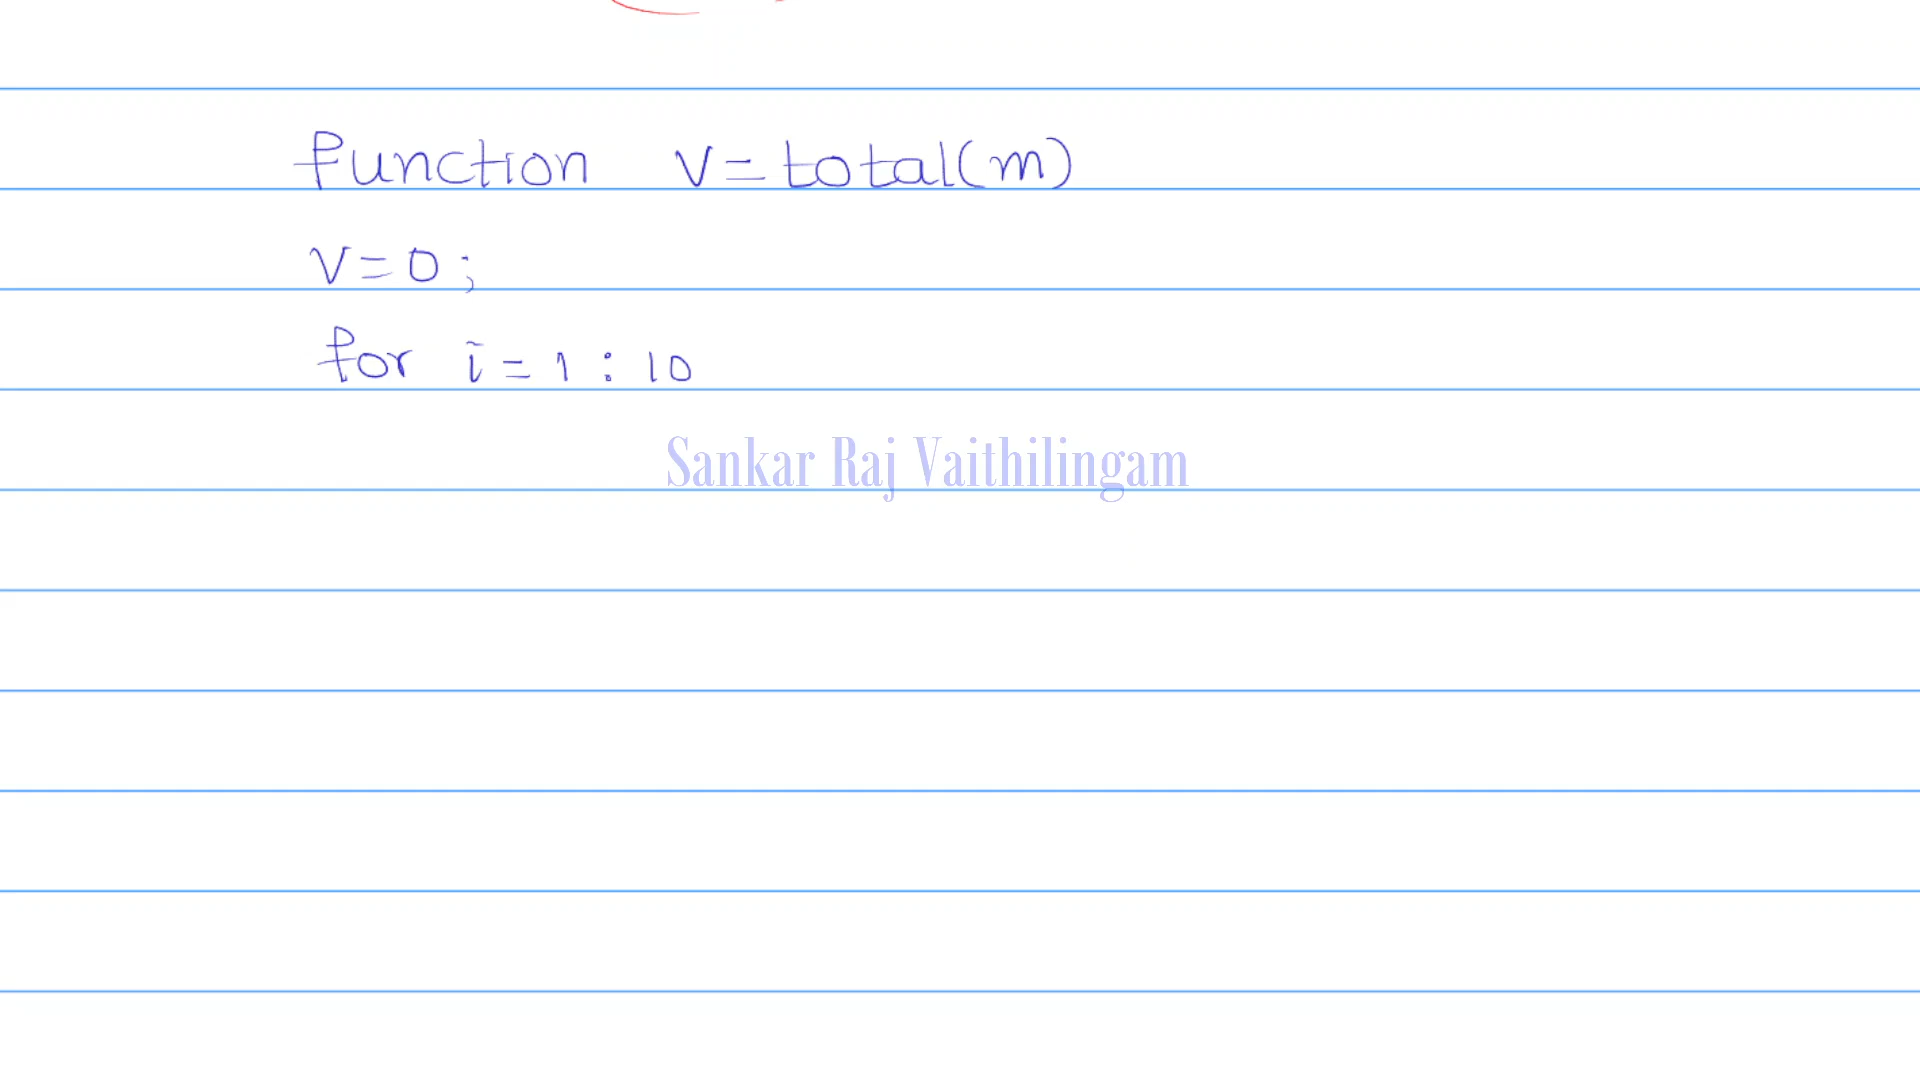 function v=total(m)
v=0;
for i=1:10
Sankar Raj Vaithilingam